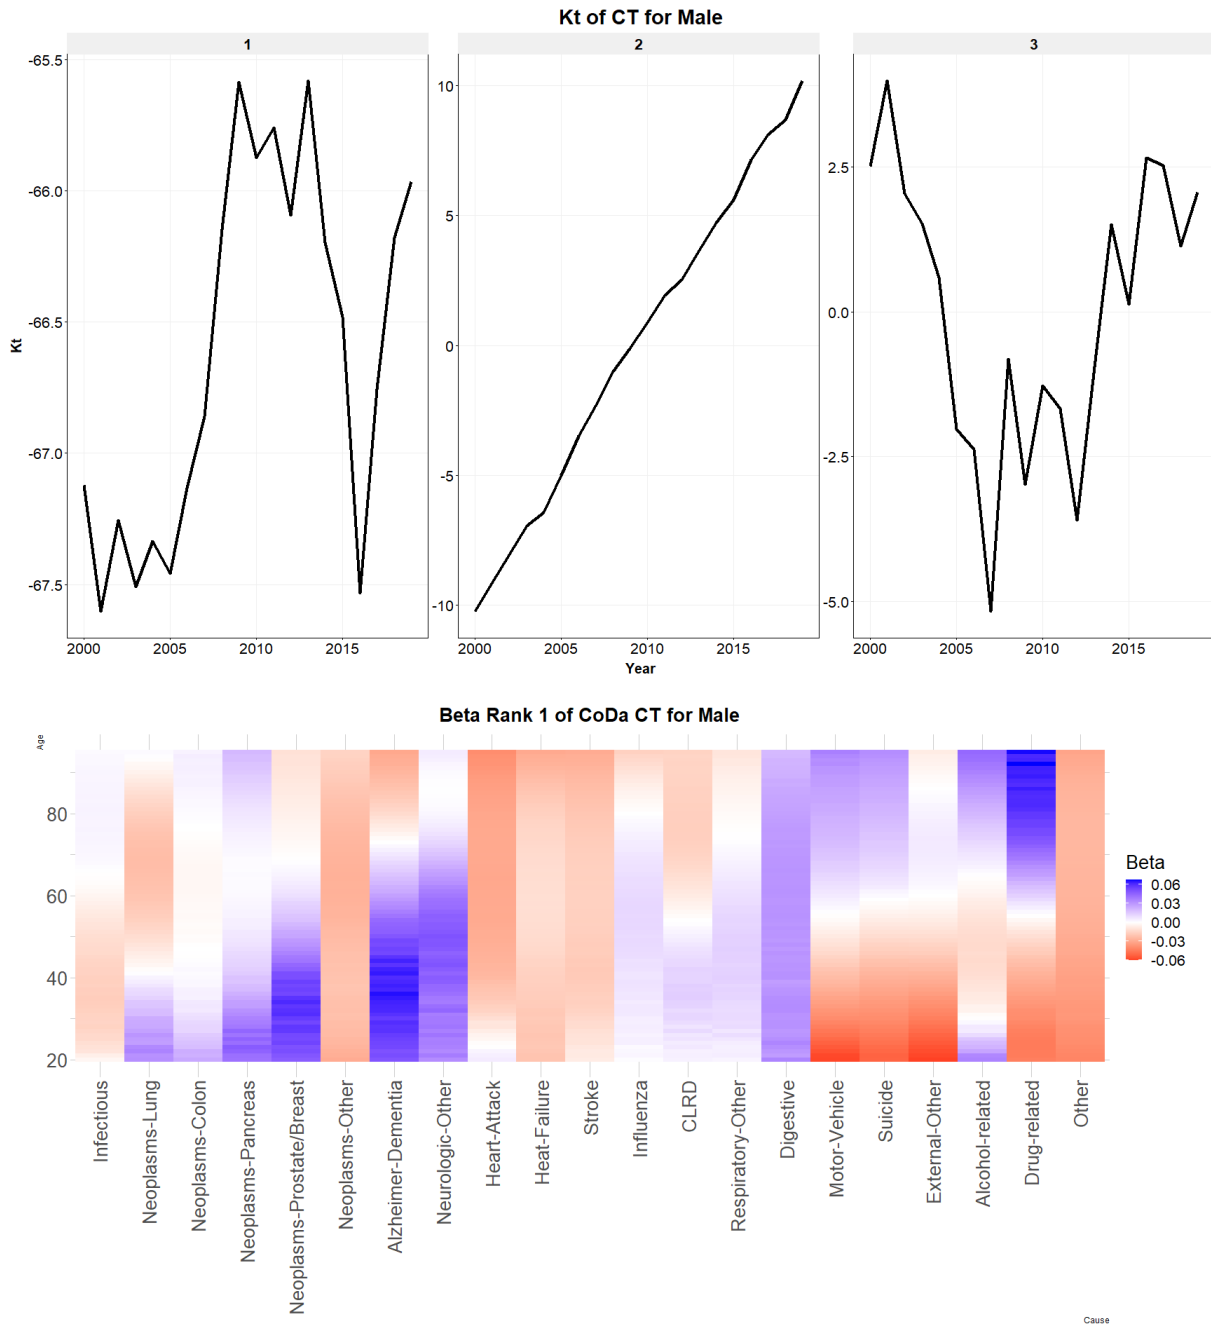 Kt of CT for Male
1
2
3
-65.5
-66.0
-66.5
-67.0
-67.5
10
5
0
-5
-10
2.5
0.0
-2.5
-5.0
Kt
2000 2005 2010 2015
2000 2005 2010 2015
2000 2005 2010 2015
Year
Beta Rank 1 of CoDa CT for Male
Age
80
60
40
20
Infectious
Neoplasms-Lung
Neoplasms-Colon
Neoplasms-Pancreas
Neoplasms-Prostate/Breast
Neoplasms-Other
Alzheimer-Dementia
Neurologic-Other
Heart-Attack
Heat-Failure
Stroke
Influenza
CLRD
Respiratory-Other
Digestive
Motor-Vehicle
Suicide
External-Other
Alcohol-related
Drug-related
Other
Beta
0.06
0.03
0.00
-0.03
-0.06
Cause